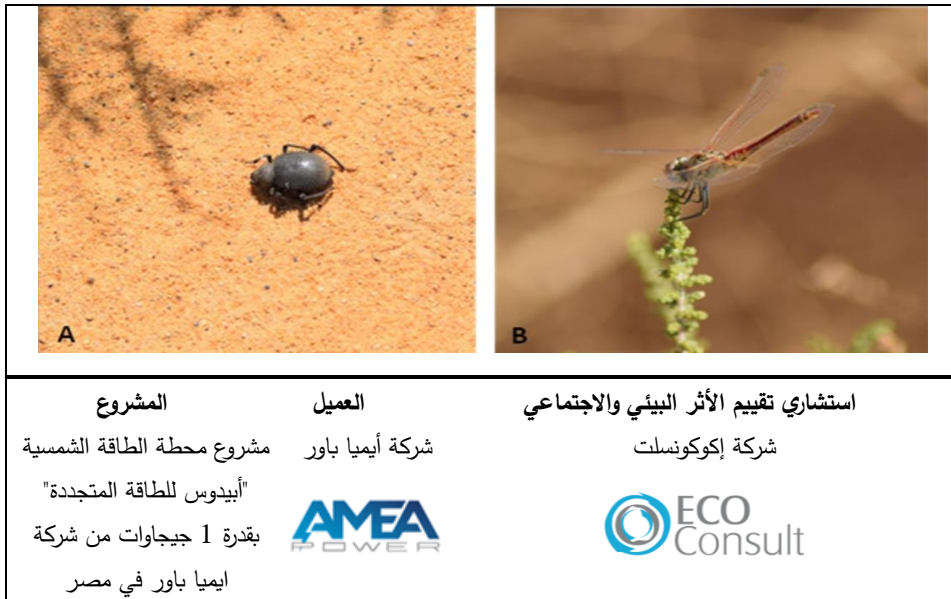 A
B
استشاري تقييم الأثر البيئي والاجتماعي
شركة إكوكونسلت
ECO
Consult
العميل
شركة أيميا باور
AMEA
POWER
المشروع
مشروع محطة الطاقة الشمسية
"أبيدوس للطاقة المتجددة"
بقدرة 1 جيجاوات من شركة
ايميا باور في مصر